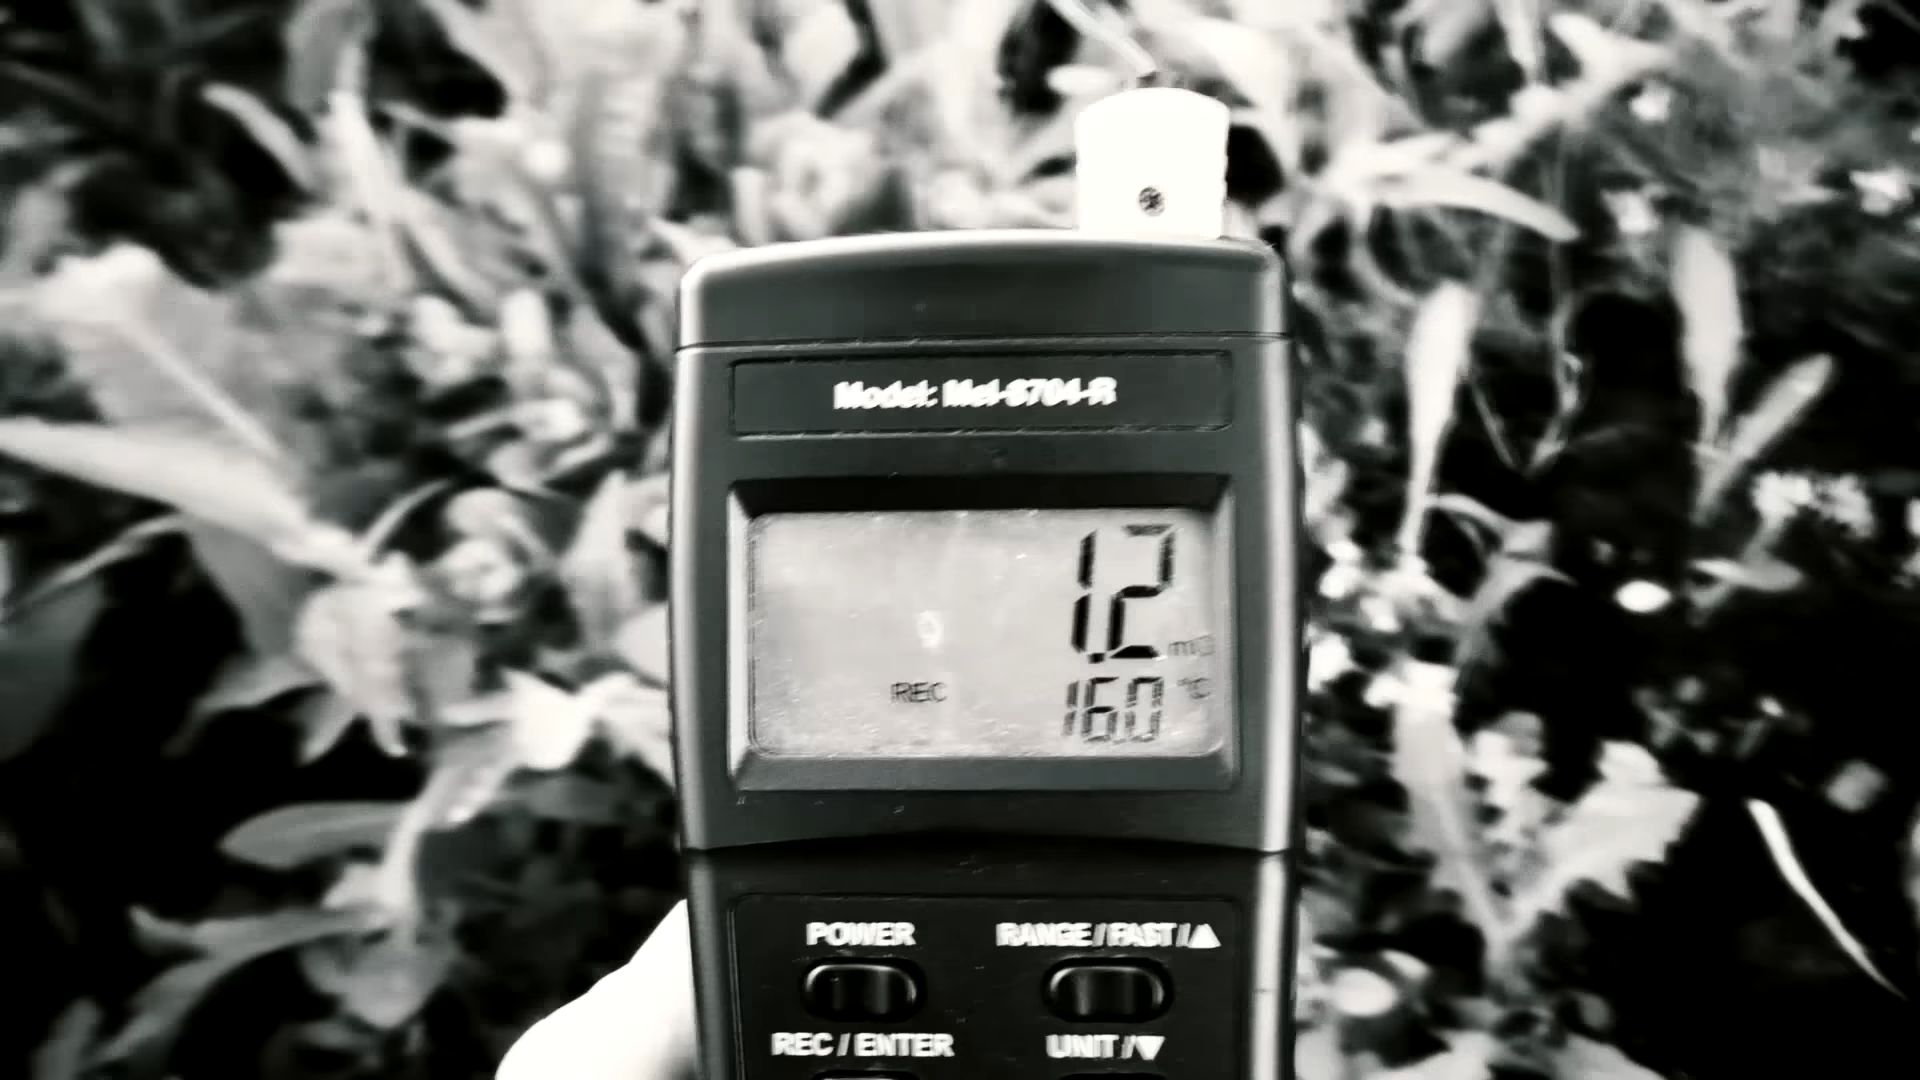 Model: Mel-8704-R
1.2
REC 16.0 °C
POWER RANGE / FAST / ▲
REC / ENTER UNIT / ▼